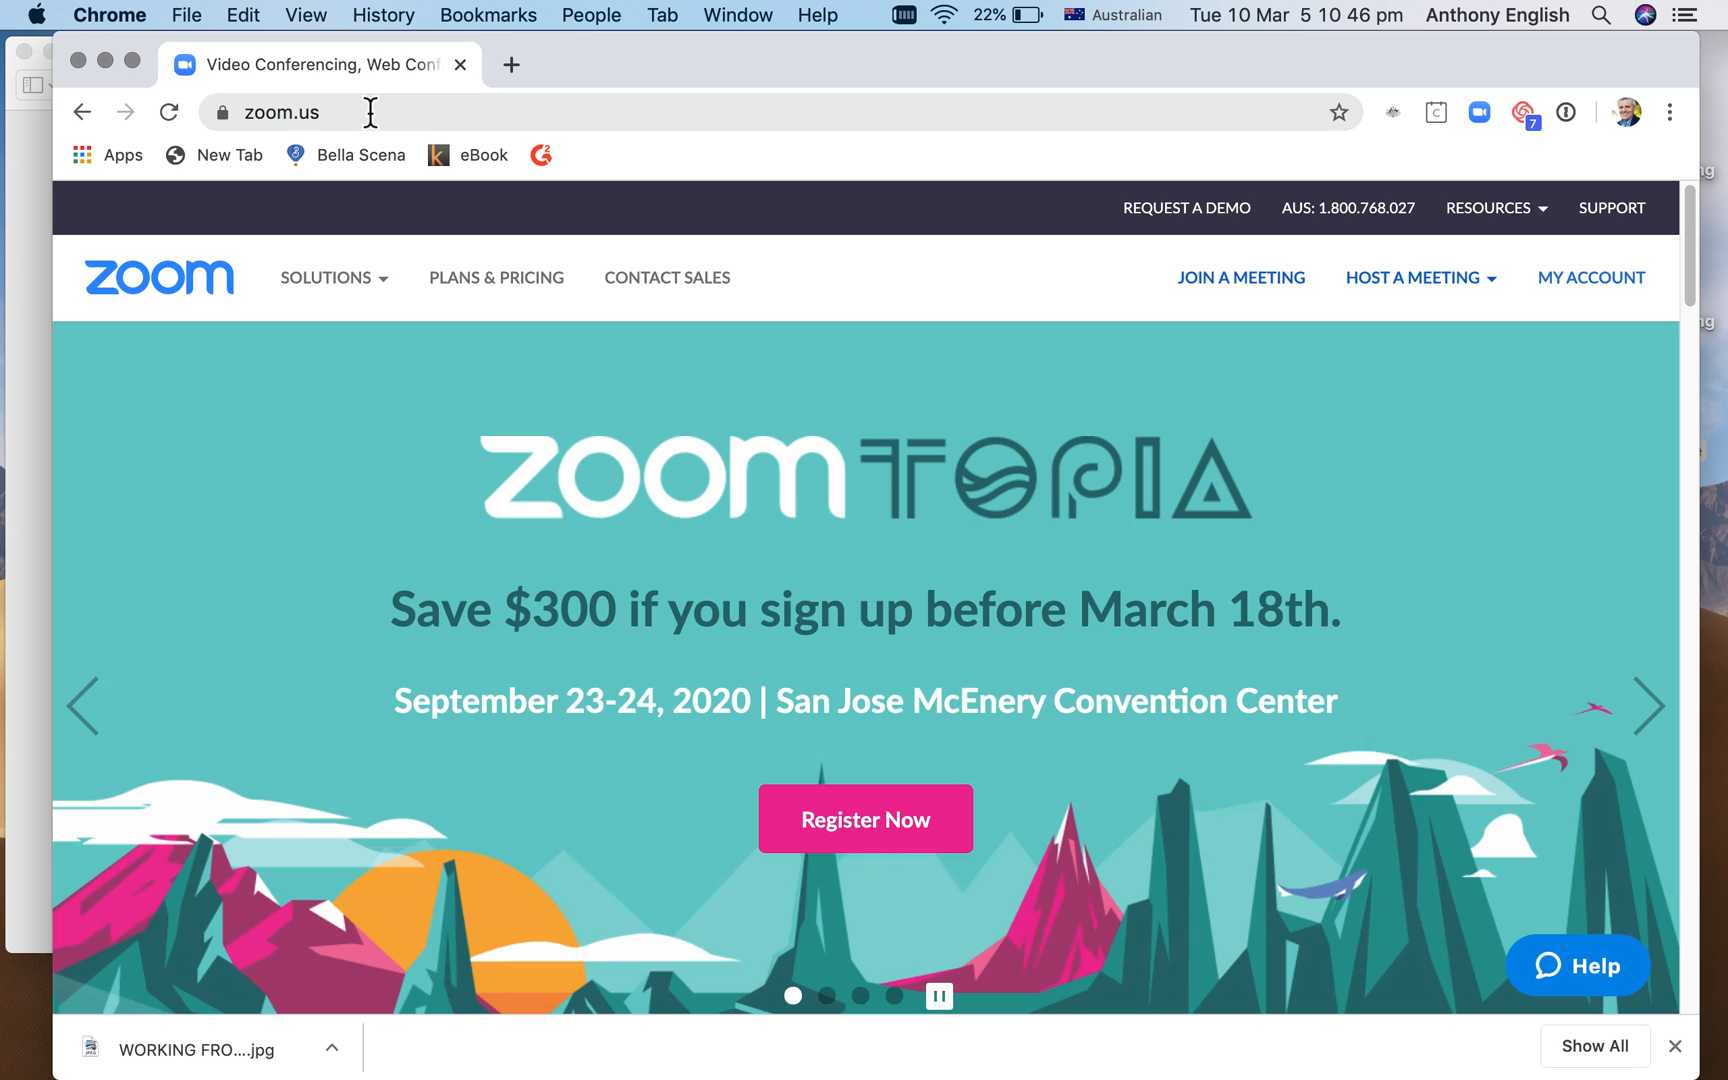 Chrome File Edit View History Bookmarks People Tab Window Help 22% Australian Tue 10 Mar 5 10 46 pm Anthony English
Video Conferencing, Web Conf
zoom.us
C
7
Apps New Tab Bella Scena k eBook G2
REQUEST A DEMO AUS: 1.800.768.027 RESOURCES SUPPORT
zoom SOLUTIONS PLANS & PRICING CONTACT SALES JOIN A MEETING HOST A MEETING MY ACCOUNT
zoomTOPIA
Save $300 if you sign up before March 18th.
September 23-24, 2020 | San Jose McEnery Convention Center
Register Now
Help
JPEG WORKING FRO....jpg Show All